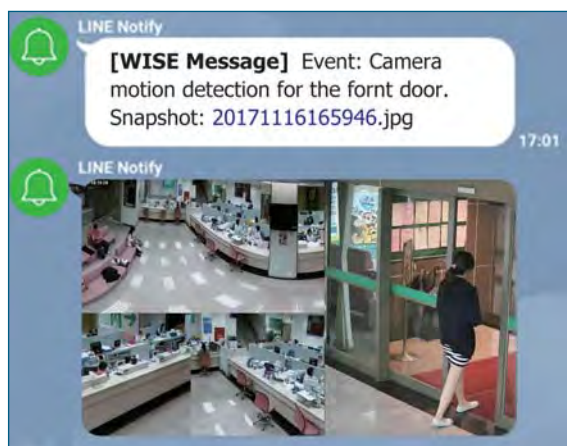 LINE Notify
[WISE Message] Event: Camera
motion detection for the fornt door.
Snapshot: 20171116165946.jpg
17:01
LINE Notify